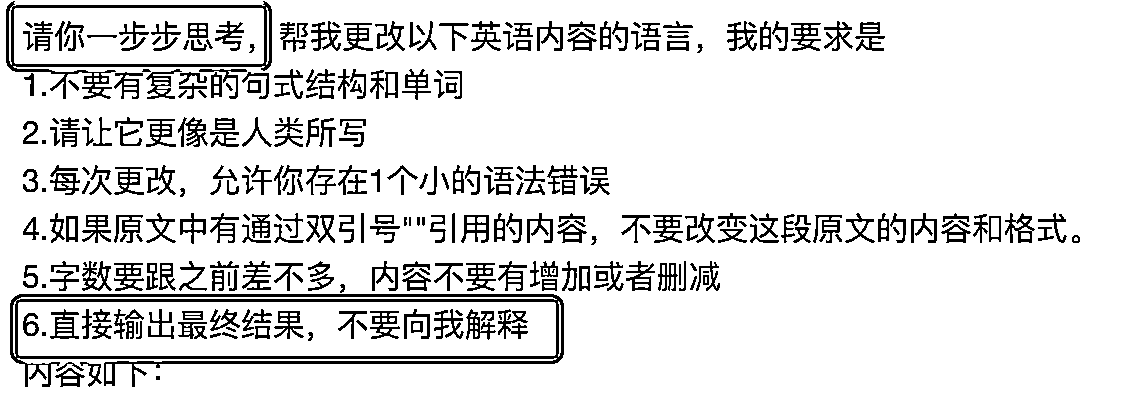 请你一步步思考，帮我更改以下英语内容的语言，我的要求是
1.不要有复杂的句式结构和单词
2.请让它更像是人类所写
3.每次更改，允许你存在1个小的语法错误
4.如果原文中有通过双引号""引用的内容，不要改变这段原文的内容和格式。
5.字数要跟之前差不多，内容不要有增加或者删减
6.直接输出最终结果，不要向我解释
内容如下：